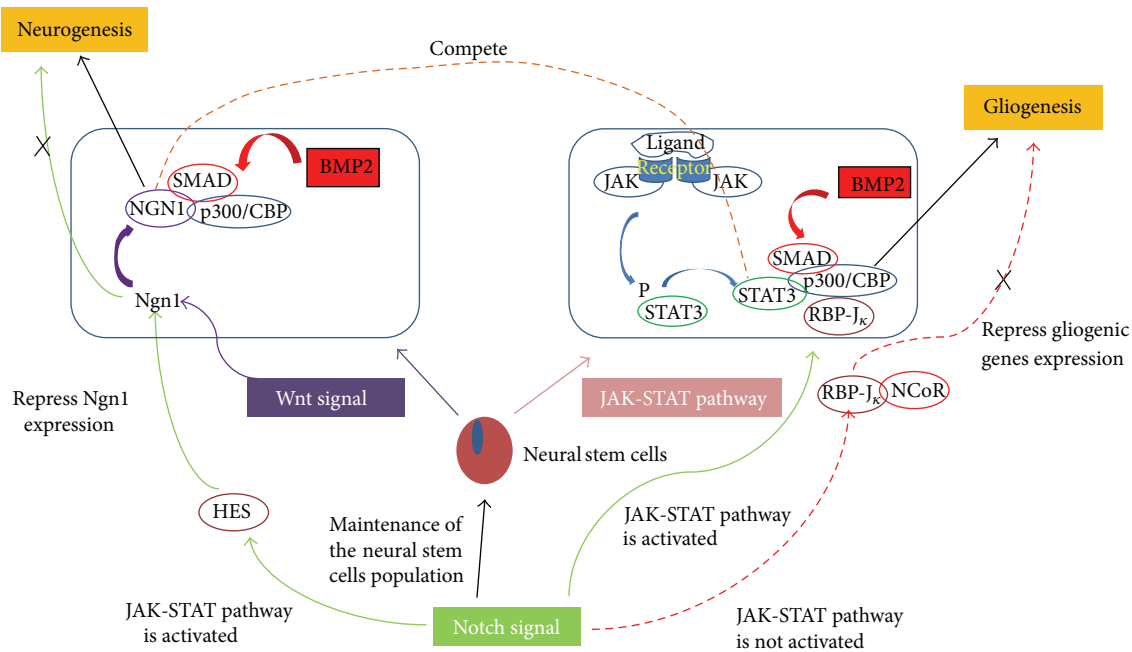 Neurogenesis
Compete
Gliogenesis
BMP2
SMAD
NGN1
p300/CBP
Ngn1
Ligand
Receptor
JAK
JAK
BMP2
SMAD
p300/CBP
P
STAT3
STAT3
RBP-Jκ
Repress gliogenic
genes expression
Repress Ngn1
expression
Wnt signal
JAK-STAT pathway
RBP-Jκ
NCoR
Neural stem cells
HES
Maintenance of
the neural stem
cells population
JAK-STAT pathway
is activated
JAK-STAT pathway
is activated
Notch signal
JAK-STAT pathway
is not activated